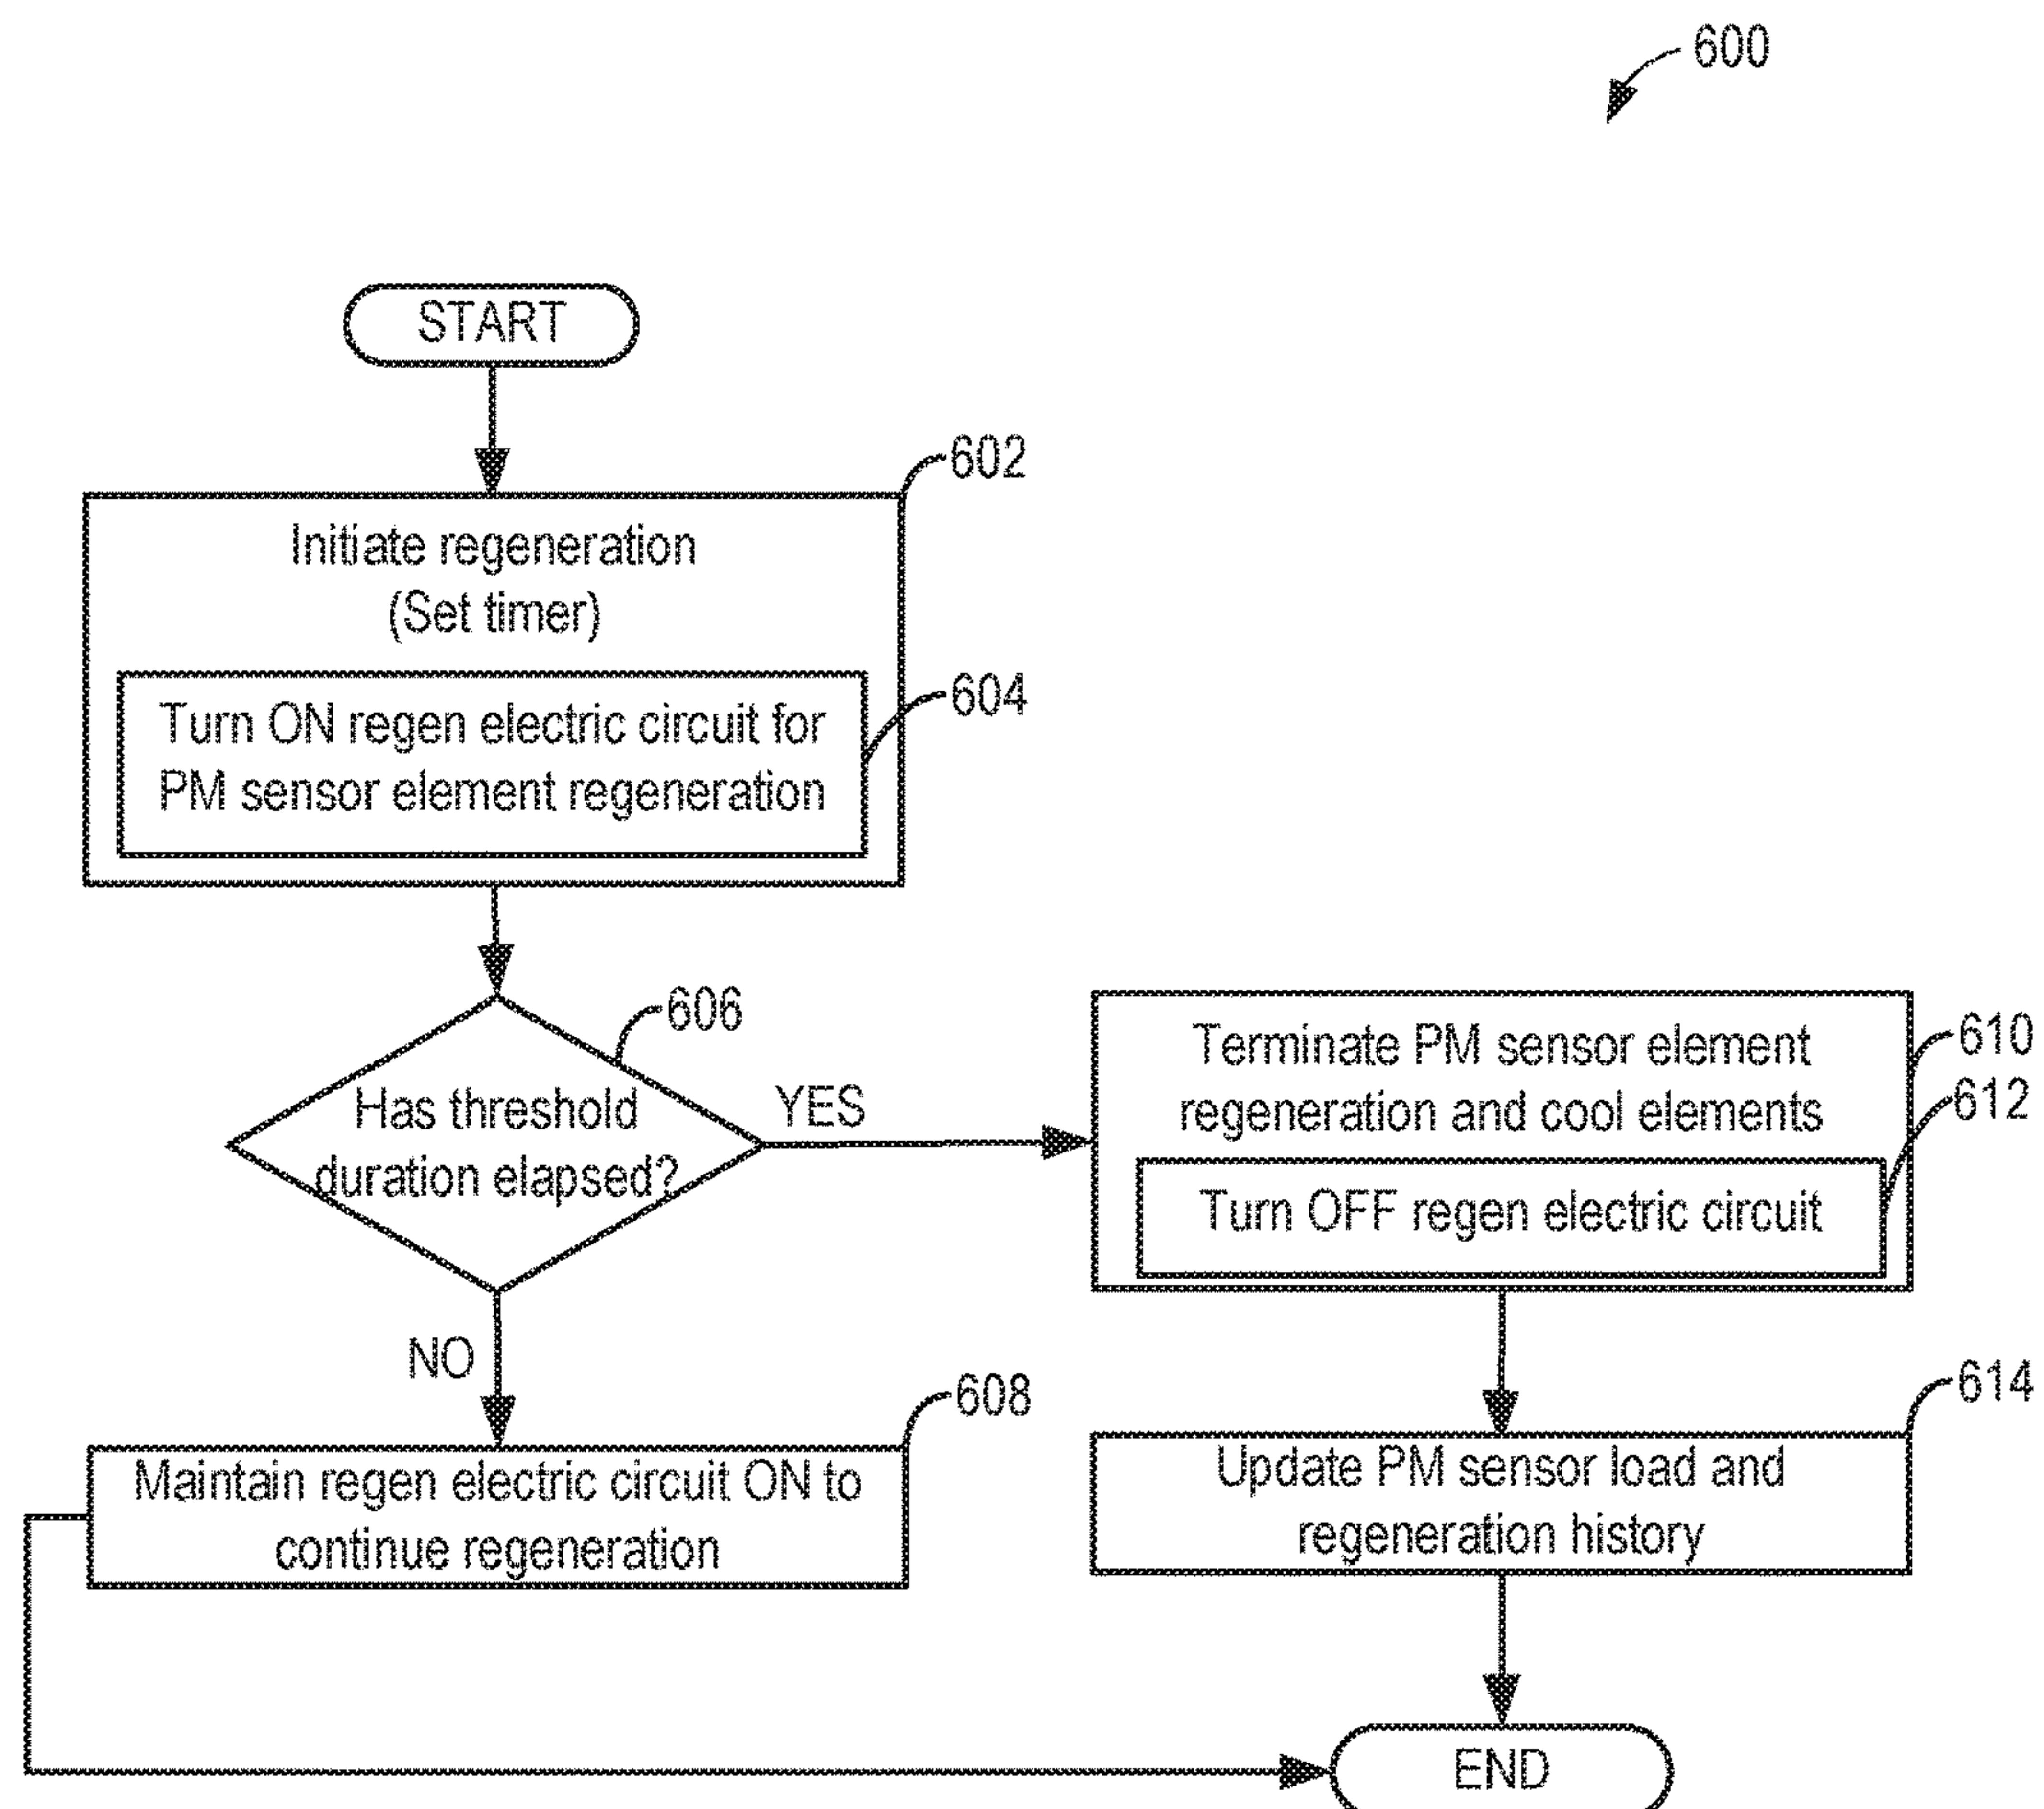 600
START
602
Initiate regeneration
(Set timer)
604
Turn ON regen electric circuit for
PM sensor element regeneration
606
Has threshold
duration elapsed?
YES
NO
610
Terminate PM sensor element
regeneration and cool elements
612
Turn OFF regen electric circuit
608
Maintain regen electric circuit ON to
continue regeneration
614
Update PM sensor load and
regeneration history
END